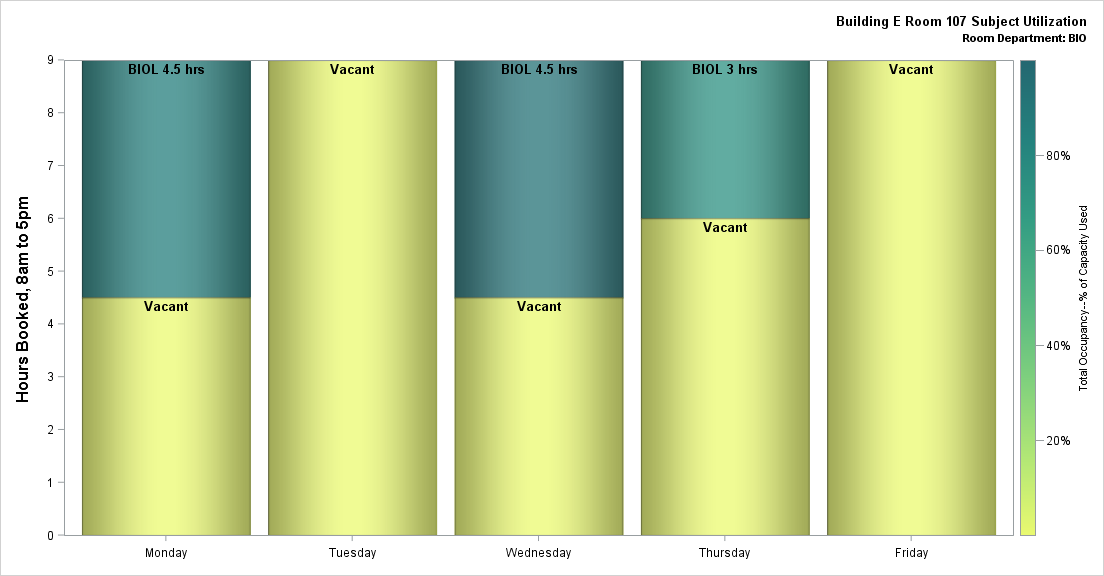 Building E Room 107 Subject Utilization
Room Department: BIO
Hours Booked, 8am to 5pm
9
8
7
6
5
4
3
2
1
0
BIOL 4.5 hrs
Vacant
Vacant
BIOL 4.5 hrs
Vacant
BIOL 3 hrs
Vacant
Vacant
Monday
Tuesday
Wednesday
Thursday
Friday
80%
60%
40%
20%
Total Occupancy--% of Capacity Used